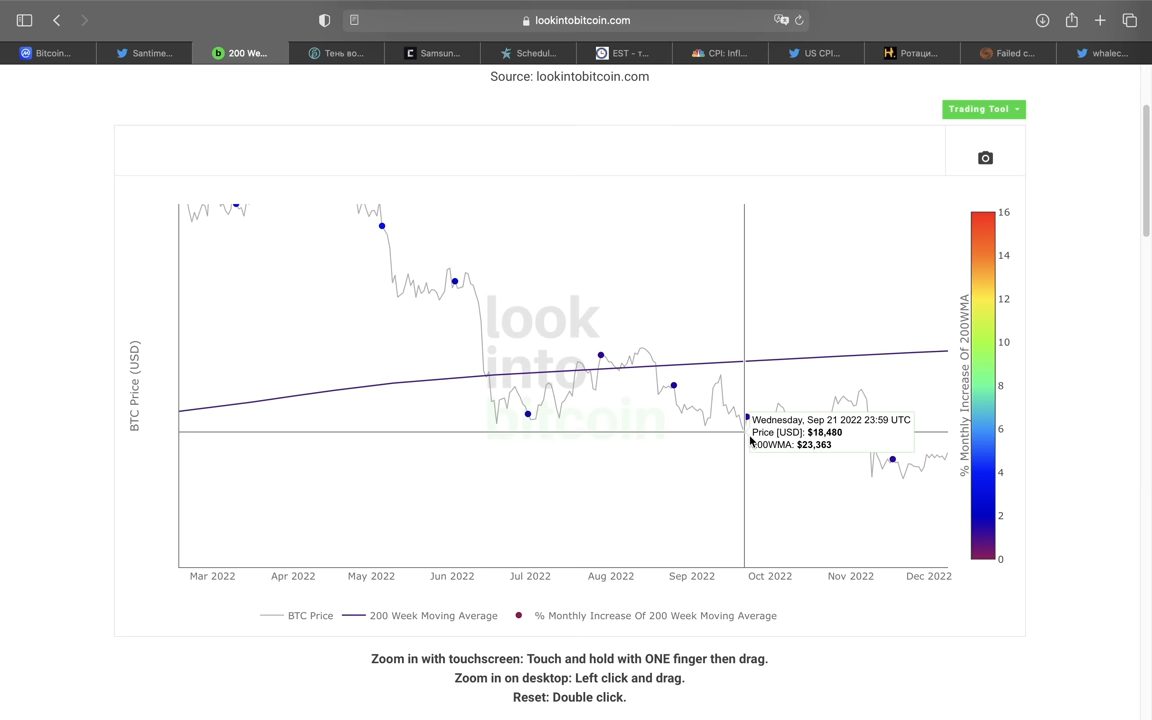 lookintobitcoin.com
Bitcoin...
Santime...
200 We...
Тень во...
Samsun...
Schedul...
EST – т...
CPI: Infl...
US CPI...
Ротаци...
Failed c...
whalec...
Source: lookintobitcoin.com
Trading Tool
look
into
bitcoin
BTC Price (USD)
Wednesday, Sep 21 2022 23:59 UTC
Price [USD]: $18,480
200WMA: $23,363
16
14
12
10
8
6
4
2
0
% Monthly Increase Of 200WMA
Mar 2022
Apr 2022
May 2022
Jun 2022
Jul 2022
Aug 2022
Sep 2022
Oct 2022
Nov 2022
Dec 2022
BTC Price
200 Week Moving Average
% Monthly Increase Of 200 Week Moving Average
Zoom in with touchscreen: Touch and hold with ONE finger then drag.
Zoom in on desktop: Left click and drag.
Reset: Double click.